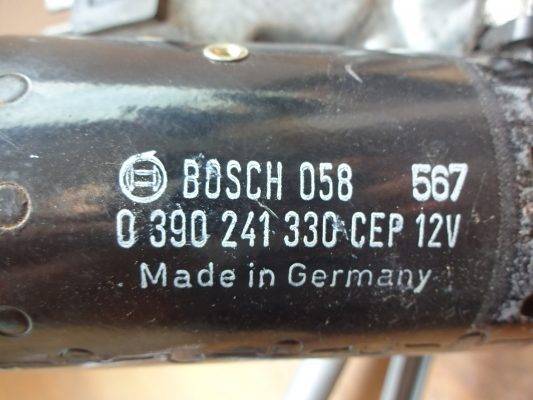 BOSCH 058 567
0 390 241 330 CEP 12V
Made in Germany